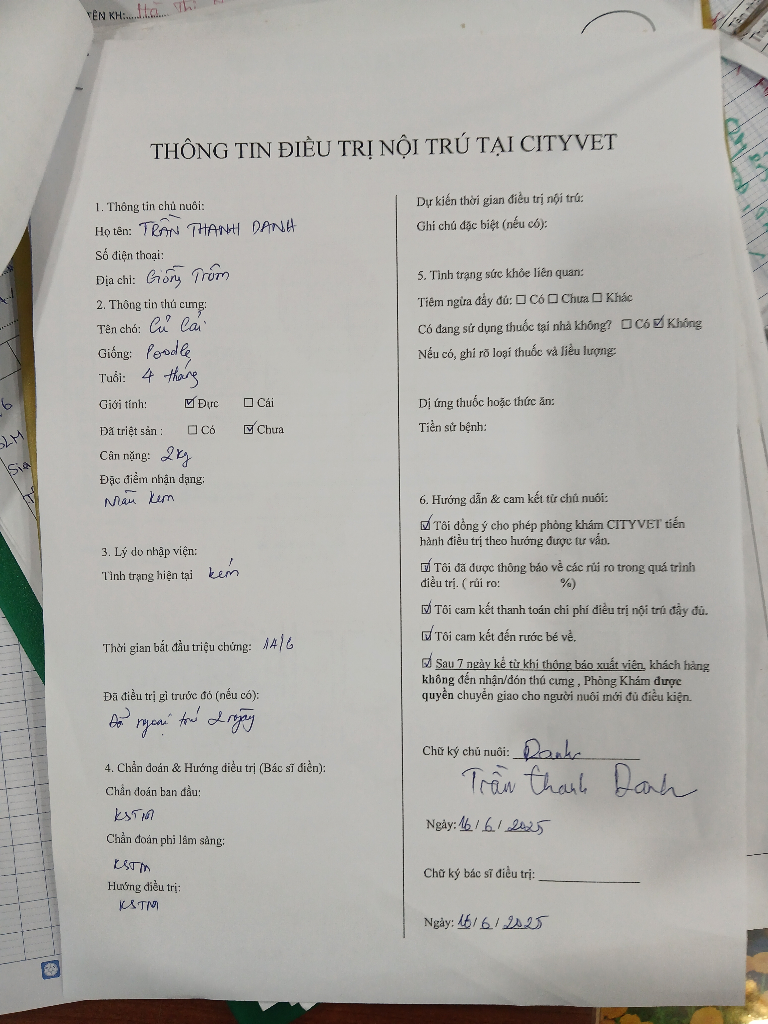 ÊN KH:
THÔNG TIN ĐIỀU TRỊ NỘI TRÚ TẠI CITYVET
1. Thông tin chủ nuôi:
Họ tên: TRẦN THANH DANH
Số điện thoại:
Địa chỉ: Giồng Trôm
2. Thông tin thú cưng:
Tên chó: Củ Cải
Giống: Poodle
Tuổi: 4 tháng
Giới tính: ☑ Đực ☐ Cái
Đã triệt sản : ☐ Có ☑ Chưa
Cân nặng: 2kg
Đặc điểm nhận dạng:
Màu kem
3. Lý do nhập viện:
Tình trạng hiện tại kém
Thời gian bắt đầu triệu chứng: 14/6
Đã điều trị gì trước đó (nếu có):
Đt ngoại trú 2 ngày
4. Chẩn đoán & Hướng điều trị (Bác sĩ điền):
Chẩn đoán ban đầu:
KSTM
Chẩn đoán phi lâm sàng:
KSTM
Hướng điều trị:
KSTM
Dự kiến thời gian điều trị nội trú:
Ghi chú đặc biệt (nếu có):
5. Tình trạng sức khỏe liên quan:
Tiêm ngừa đầy đủ: ☐ Có ☐ Chưa ☐ Khác
Có đang sử dụng thuốc tại nhà không? ☐ Có ☑ Không
Nếu có, ghi rõ loại thuốc và liều lượng:
Dị ứng thuốc hoặc thức ăn:
Tiền sử bệnh:
6. Hướng dẫn & cam kết từ chủ nuôi:
☑ Tôi đồng ý cho phép phòng khám CITYVET tiến
hành điều trị theo hướng được tư vấn.
☑ Tôi đã được thông báo về các rủi ro trong quá trình
điều trị. ( rủi ro: %)
☑ Tôi cam kết thanh toán chi phí điều trị nội trú đầy đủ.
☑ Tôi cam kết đến rước bé về.
☑ Sau 7 ngày kể từ khi thông báo xuất viện, khách hàng
không đến nhận/đón thú cưng , Phòng Khám được
quyền chuyển giao cho người nuôi mới đủ điều kiện.
Chữ ký chủ nuôi: Danh
Trần Thanh Danh
Ngày: 16/ 6 / 2025
Chữ ký bác sĩ điều trị:
Ngày: 16/ 6 / 2025